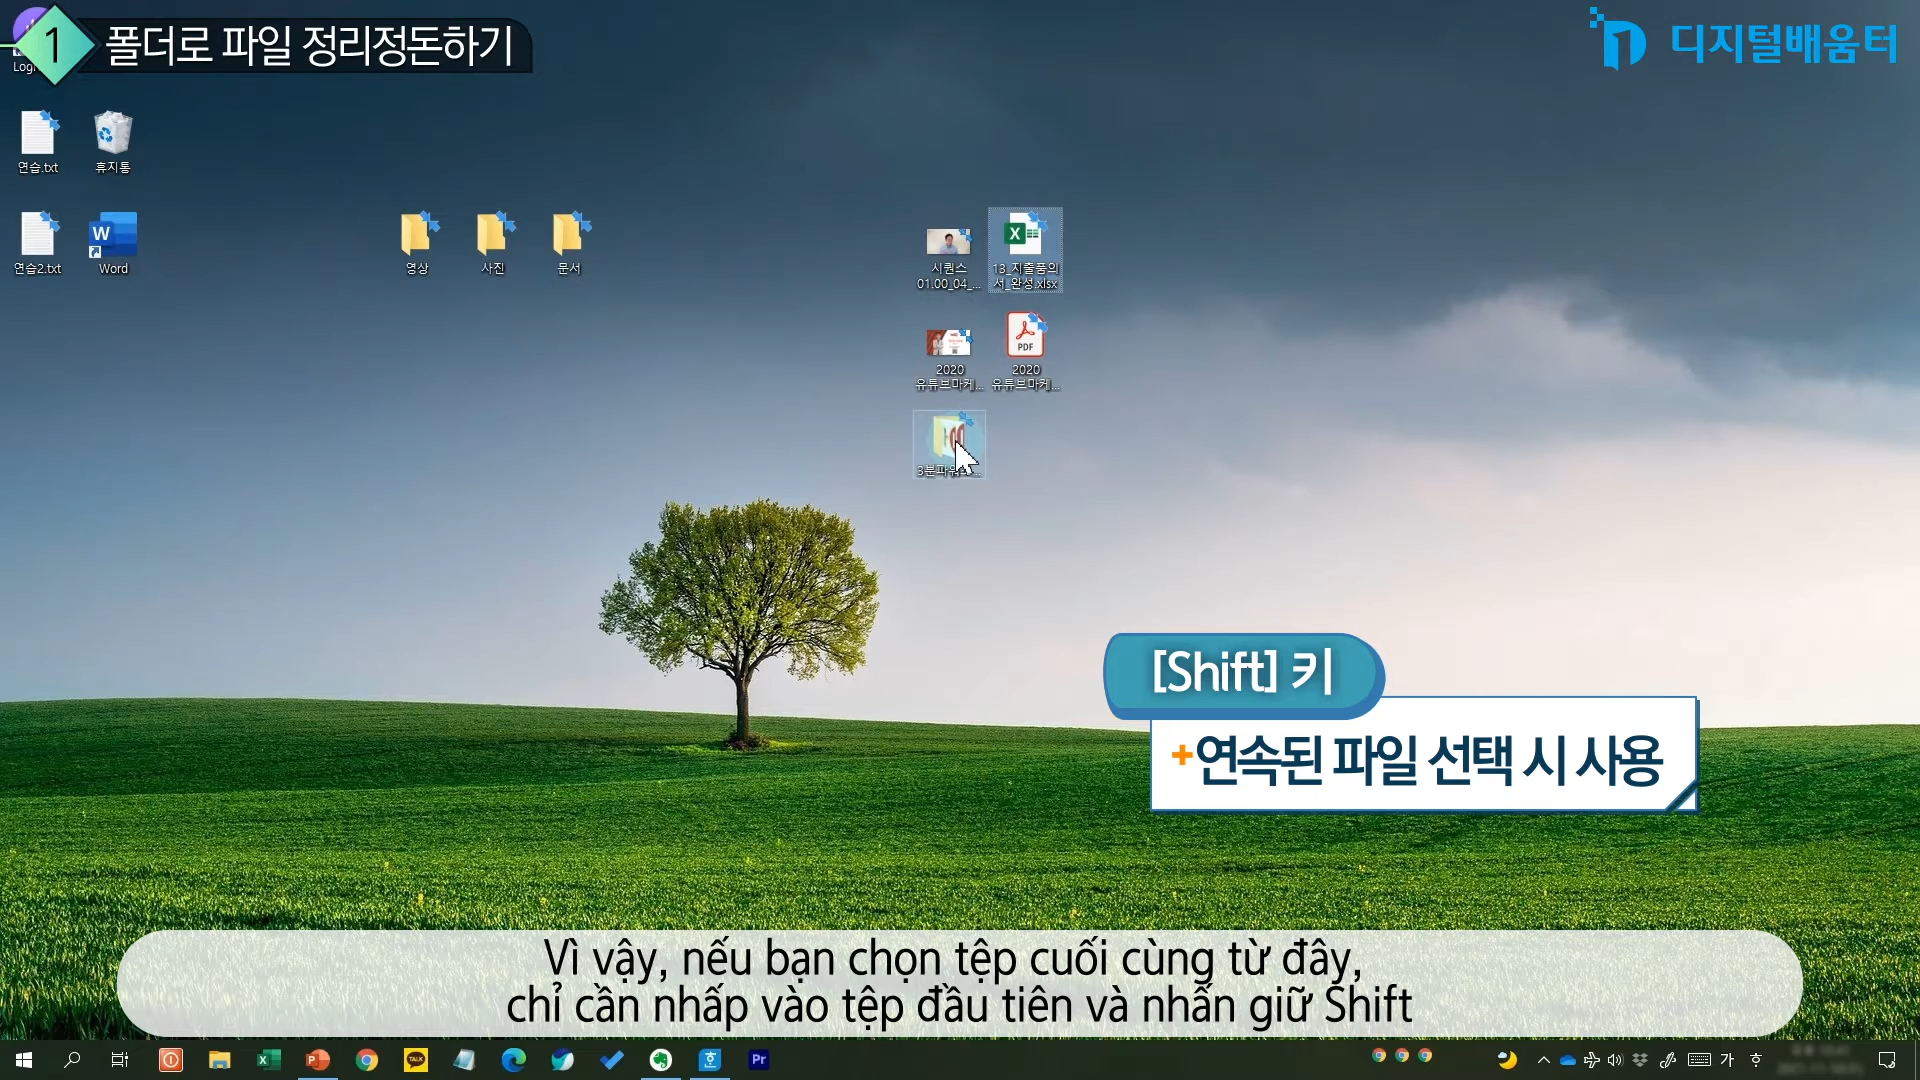 1 폴더로 파일 정리정돈하기
디지털배움터
연습.txt
휴지통
연습2.txt
W
Word
영상
사진
문서
시퀀스
01.00_04_...
X
13_지출품의
서_완성.xlsx
2020
유튜브마케...
PDF
2020
유튜브마케...
[Shift] 키
+연속된 파일 선택 시 사용
Vì vậy, nếu bạn chọn tệp cuối cùng từ đây,
chỉ cần nhấp vào tệp đầu tiên và nhấn giữ Shift
TALK
Pr
가